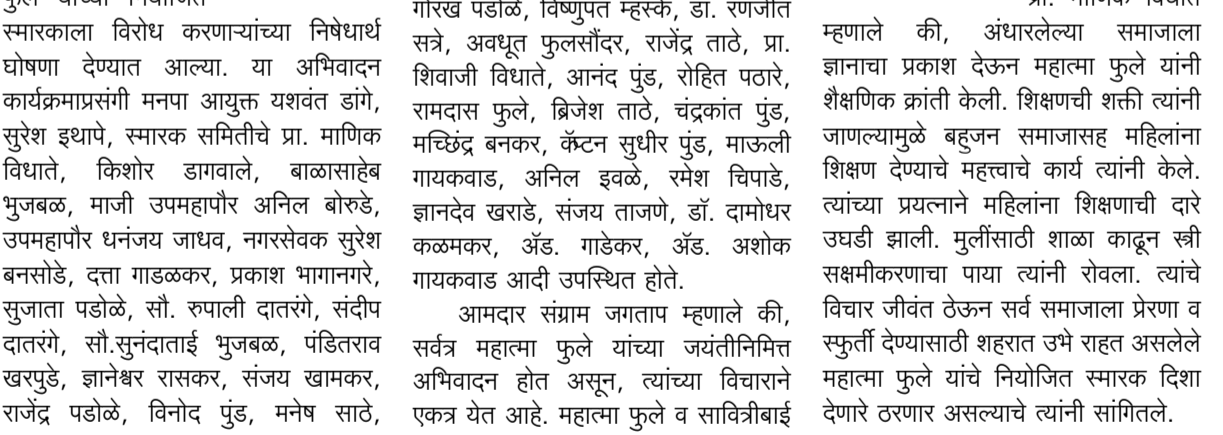 स्मारकाला विरोध करणाऱ्यांच्या निषेधार्थ
घोषणा देण्यात आल्या. या अभिवादन
कार्यक्रमाप्रसंगी मनपा आयुक्त यशवंत डांगे,
सुरेश इथापे, स्मारक समितीचे प्रा. माणिक
विधाते, किशोर डागवाले, बाळासाहेब
भुजबळ, माजी उपमहापौर अनिल बोरुडे,
उपमहापौर धनंजय जाधव, नगरसेवक सुरेश
बनसोडे, दत्ता गाडळकर, प्रकाश भागानगरे,
सुजाता पडोळे, सौ. रुपाली दातरंगे, संदीप
दातरंगे, सौ.सुनंदाताई भुजबळ, पंडितराव
खरपुडे, ज्ञानेश्वर रासकर, संजय खामकर,
राजेंद्र पडोळे, विनोद पुंड, मनेष साठे,
गोरख पडोळे, विष्णुपंत म्हस्के, डॉ. रणजीत
सत्रे, अवधूत फुलसौंदर, राजेंद्र ताठे, प्रा.
शिवाजी विधाते, आनंद पुंड, रोहित पठारे,
रामदास फुले, ब्रिजेश ताठे, चंद्रकांत पुंड,
मच्छिंद्र बनकर, कॅप्टन सुधीर पुंड, माऊली
गायकवाड, अनिल इवळे, रमेश चिपाडे,
ज्ञानदेव खराडे, संजय ताजणे, डॉ. दामोधर
कळमकर, ॲड. गाडेकर, ॲड. अशोक
गायकवाड आदी उपस्थित होते.
आमदार संग्राम जगताप म्हणाले की,
सर्वत्र महात्मा फुले यांच्या जयंतीनिमित्त
अभिवादन होत असून, त्यांच्या विचाराने
एकत्र येत आहे. महात्मा फुले व सावित्रीबाई
म्हणाले की, अंधारलेल्या समाजाला
ज्ञानाचा प्रकाश देऊन महात्मा फुले यांनी
शैक्षणिक क्रांती केली. शिक्षणची शक्ती त्यांनी
जाणल्यामुळे बहुजन समाजासह महिलांना
शिक्षण देण्याचे महत्त्वाचे कार्य त्यांनी केले.
त्यांच्या प्रयत्नाने महिलांना शिक्षणाची दारे
उघडी झाली. मुलींसाठी शाळा काढून स्त्री
सक्षमीकरणाचा पाया त्यांनी रोवला. त्यांचे
विचार जीवंत ठेऊन सर्व समाजाला प्रेरणा व
स्फुर्ती देण्यासाठी शहरात उभे राहत असलेले
महात्मा फुले यांचे नियोजित स्मारक दिशा
देणारे ठरणार असल्याचे त्यांनी सांगितले.